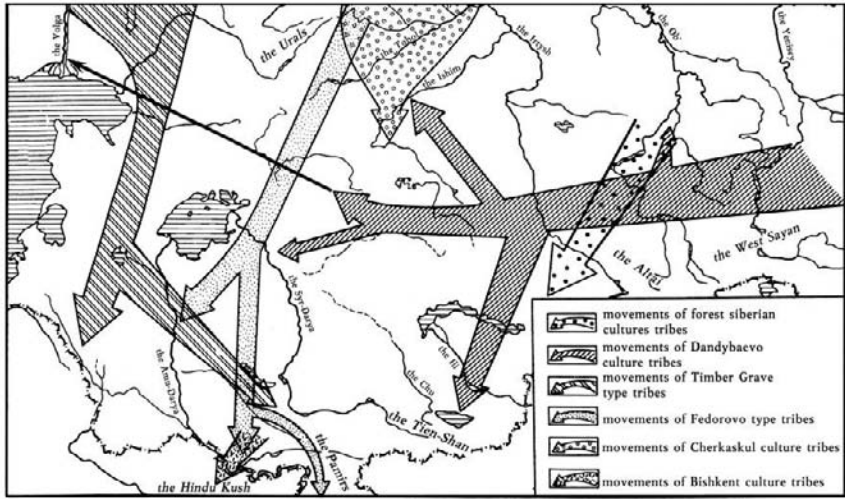 the Volga
the Urals
the Tobol
the Ishim
the Irtysh
the Ob'
the Yenisey
the West Sayan
the Altai
the Syr-Darya
the Amu-Darya
the Ili
the Chu
the Tien-Shan
the Pamirs
the Hindu Kush
movements of forest siberian
cultures tribes
movements of Dandybaevo
culture tribes
movements of Timber Grave
type tribes
movements of Fedorovo type tribes
movements of Cherkaskul culture tribes
movements of Bishkent culture tribes